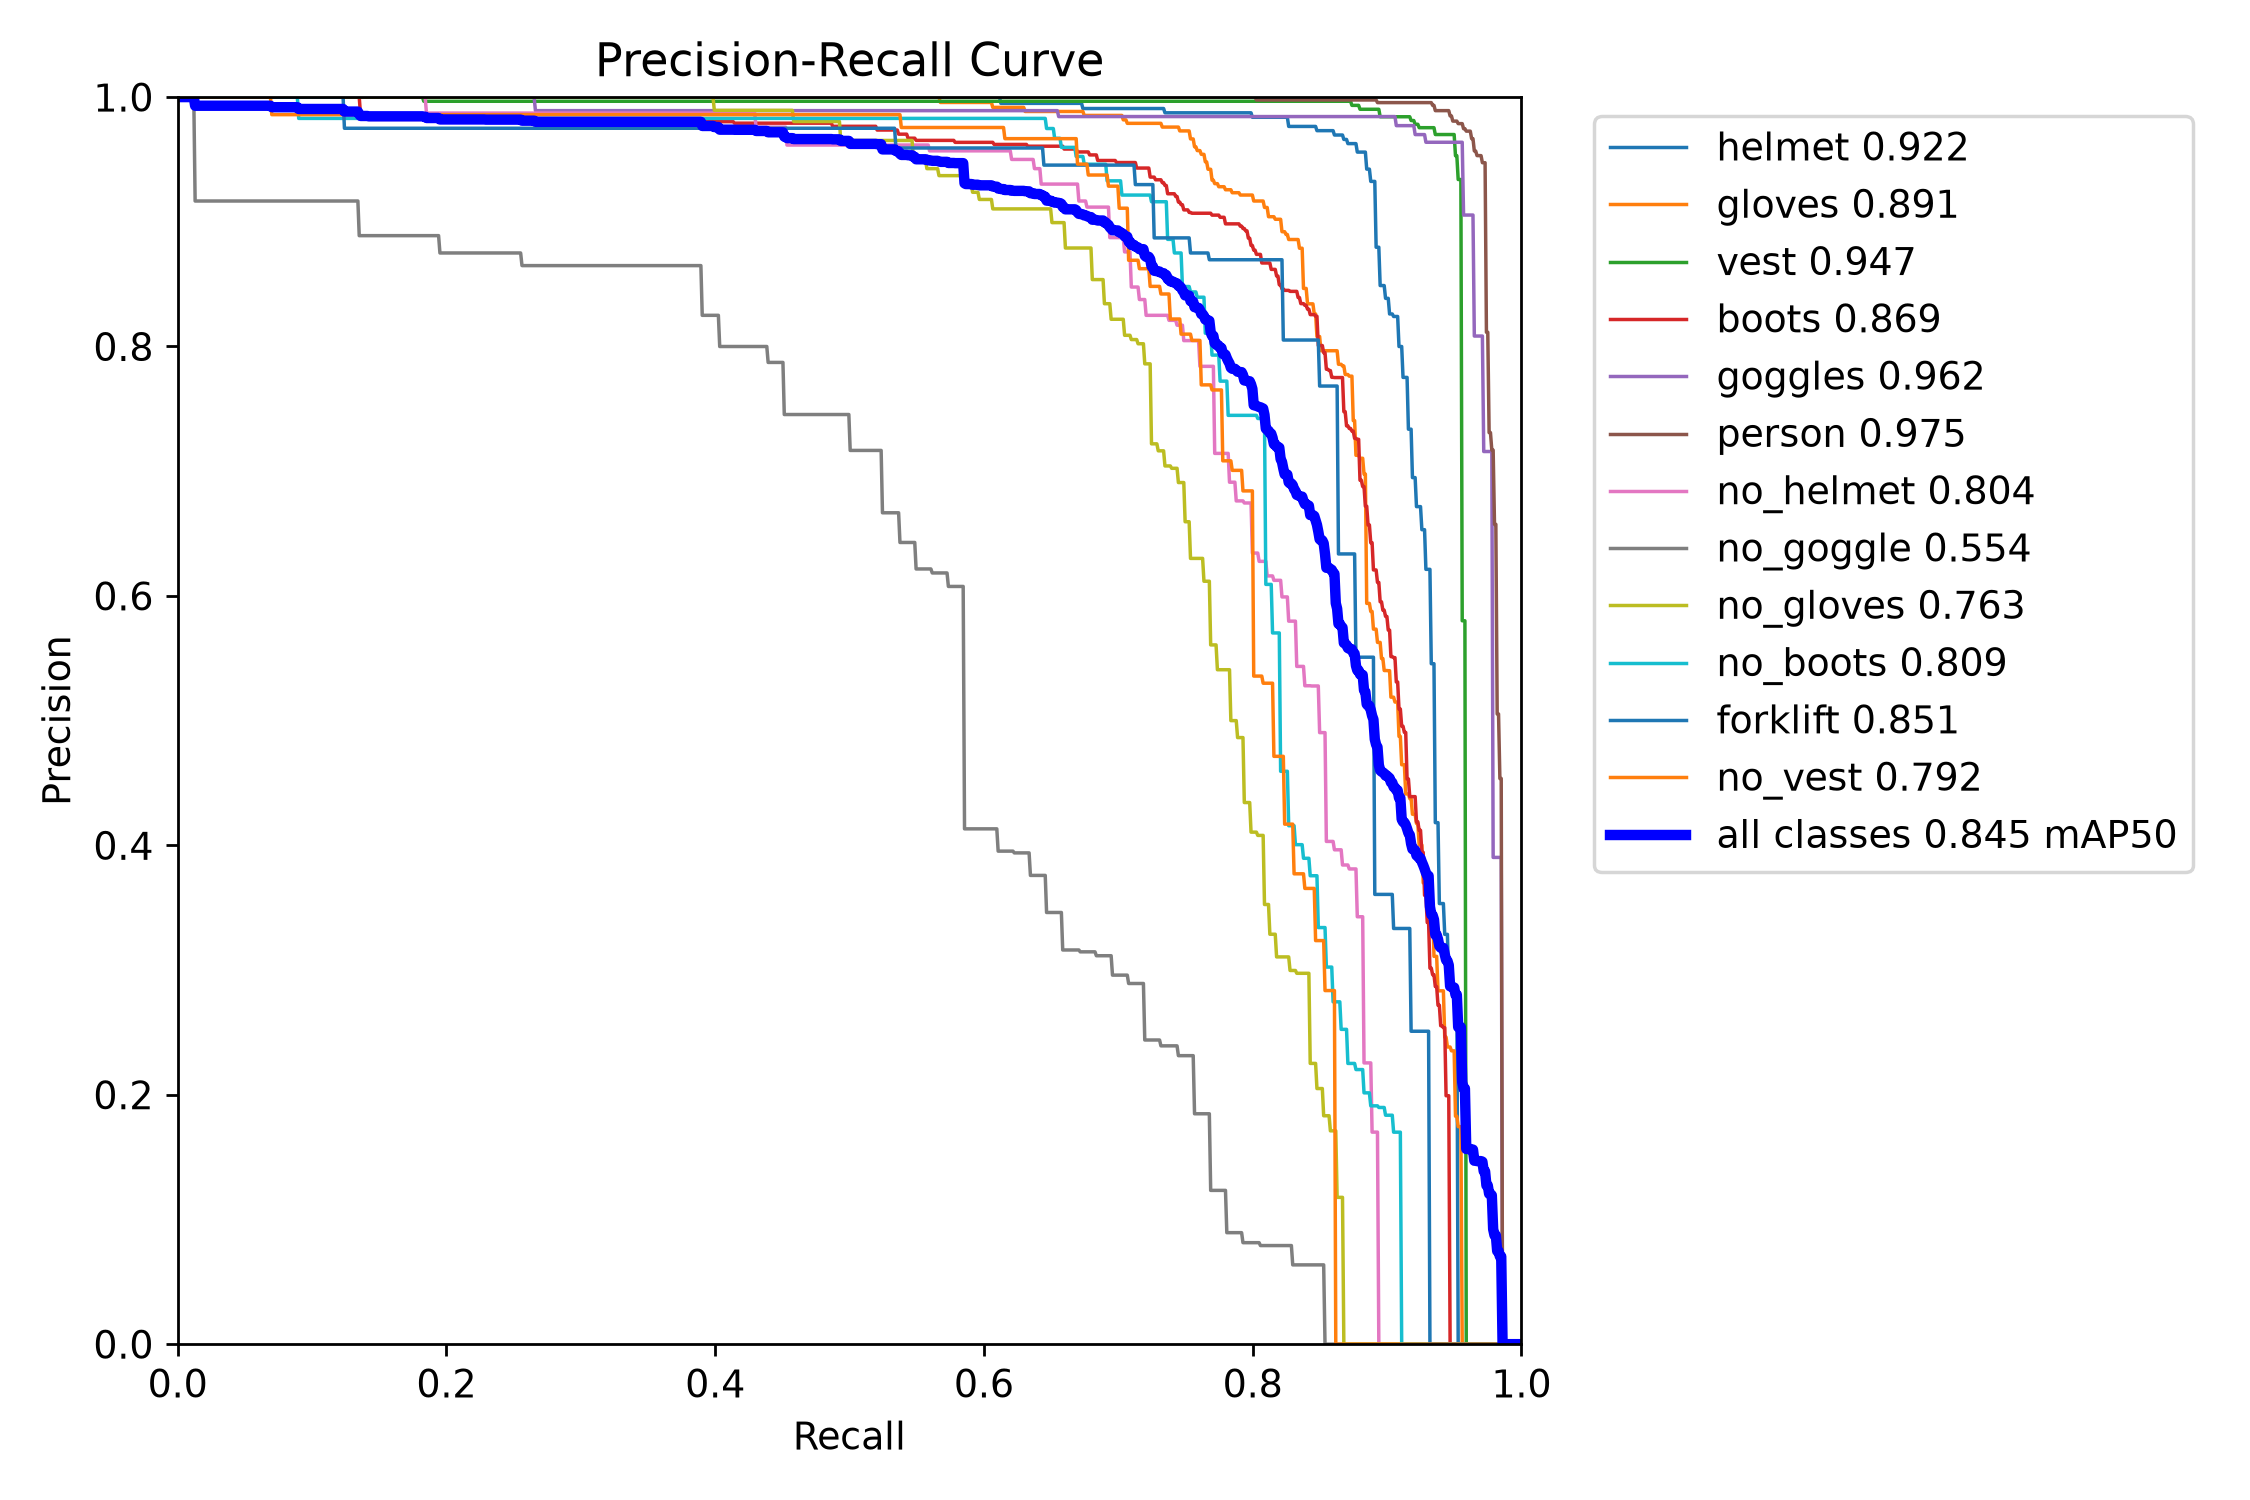 Precision-Recall Curve
1.0
0.8
0.6
0.4
0.2
0.0
Precision
0.0 0.2 0.4 0.6 0.8 1.0
Recall
helmet 0.922
gloves 0.891
vest 0.947
boots 0.869
goggles 0.962
person 0.975
no_helmet 0.804
no_goggle 0.554
no_gloves 0.763
no_boots 0.809
forklift 0.851
no_vest 0.792
all classes 0.845 mAP50